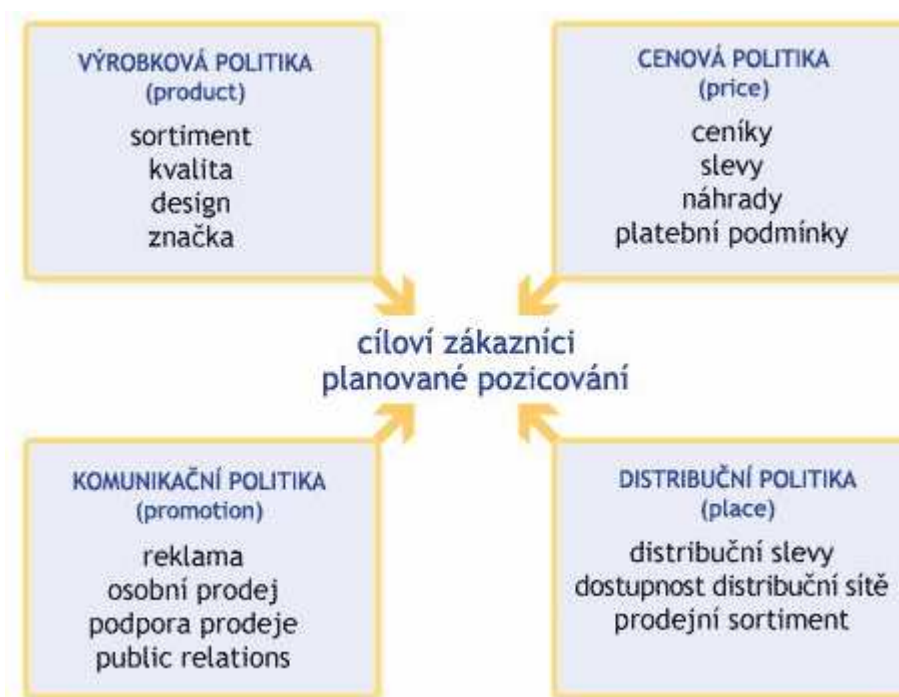 VÝROBKOVÁ POLITIKA
(product)
sortiment
kvalita
design
značka
CENOVÁ POLITIKA
(price)
ceníky
slevy
náhrady
platební podmínky
cíloví zákazníci
planované pozicování
KOMUNIKAČNÍ POLITIKA
(promotion)
reklama
osobní prodej
podpora prodeje
public relations
DISTRIBUČNÍ POLITIKA
(place)
distribuční slevy
dostupnost distribuční sítě
prodejní sortiment